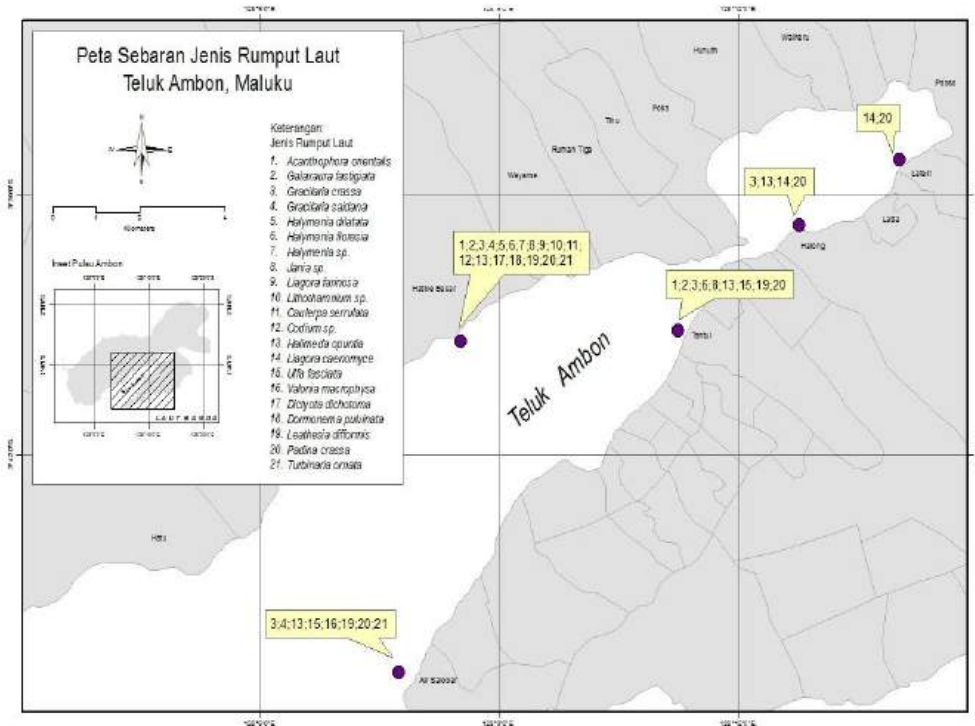 Peta Sebaran Jenis Rumput Laut
Teluk Ambon, Maluku
Keterangan:
Jenis Rumput Laut
1. Acanthophora orientalis
2. Galaxaura fastigiata
3. Gracilaria crassa
4. Gracilaria
5. Halymenia dilatata
6. Halymenia floresia
7. Halymenia sp.
8. Jania sp.
9. Liagora farinosa
10. Lithothamnium sp.
11. Caulerpa serrulata
12. Codium sp.
13. Halimeda opuntia
14. Liagora caenomyce
15. Ulfa fasciata
16. Valonia macrophysa
17. Dictyota dichotoma
18. Dormonema pulvinata
19. Leathesia difformis
20. Padina crassa
21. Turbinaria ornata
Kilometers
Inset Pulau Ambon
LAUT BANDA
Hunuth
Waiheru
Passo
Poka
Tihu
Ruman Tiga
Wayame
14;20
Lateri
3;13;14;20
Lata
Halong
1;2;3;4;5;6;7;8;9;10;11;
12;13;17;18;19;20;21
Hative Besar
1;2;3;6;8;13;15;19;20
Tantui
Teluk Ambon
Hatu
3;4;13;15;16;19;20;21
Air Salobar